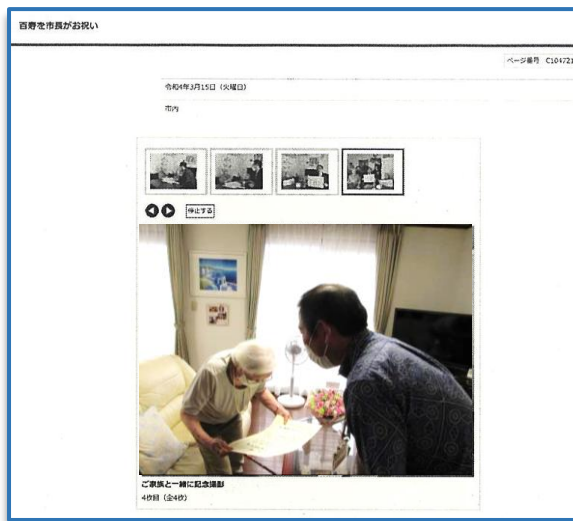 百寿を市長がお祝い
ページ番号 C104721
令和4年3月15日（火曜日）
市内
停止する
ご家族と一緒に記念撮影
4枚目（全4枚）